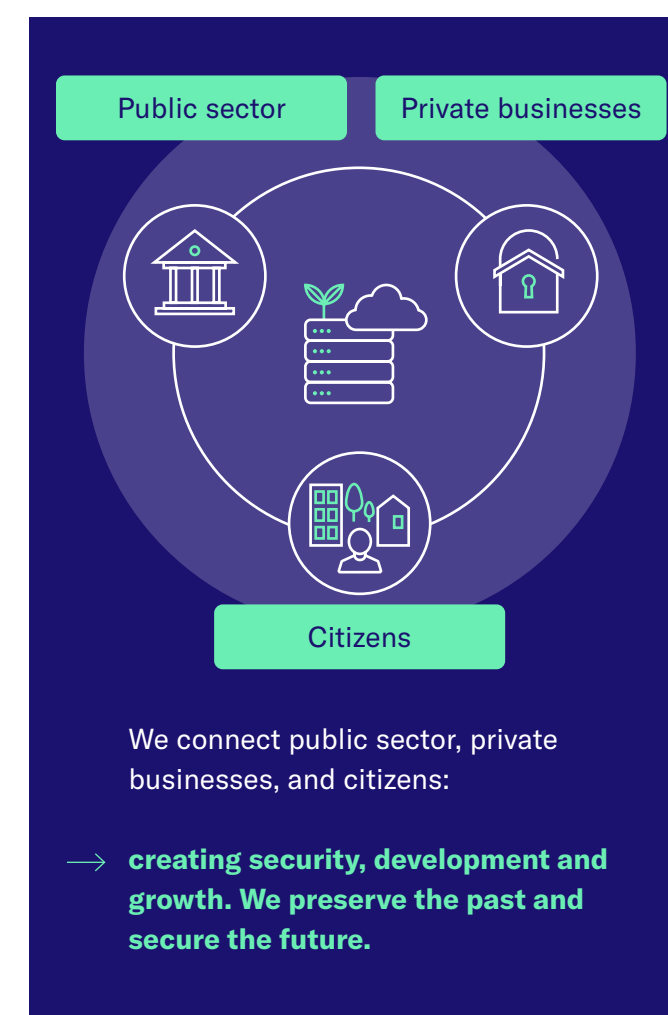 Public sector
Private businesses
Citizens
We connect public sector, private
businesses, and citizens:
→ creating security, development and
growth. We preserve the past and
secure the future.